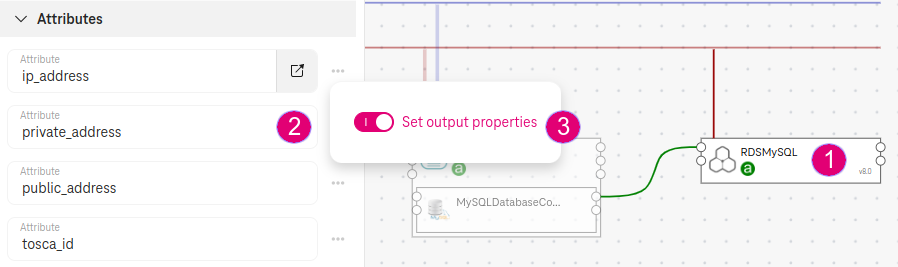 Attributes
Attribute
ip_address
Attribute
private_address
2
Attribute
public_address
Attribute
tosca_id
Set output properties
3
RDSMySQL
1
a
v8.0
a
MySQLDatabaseCo...